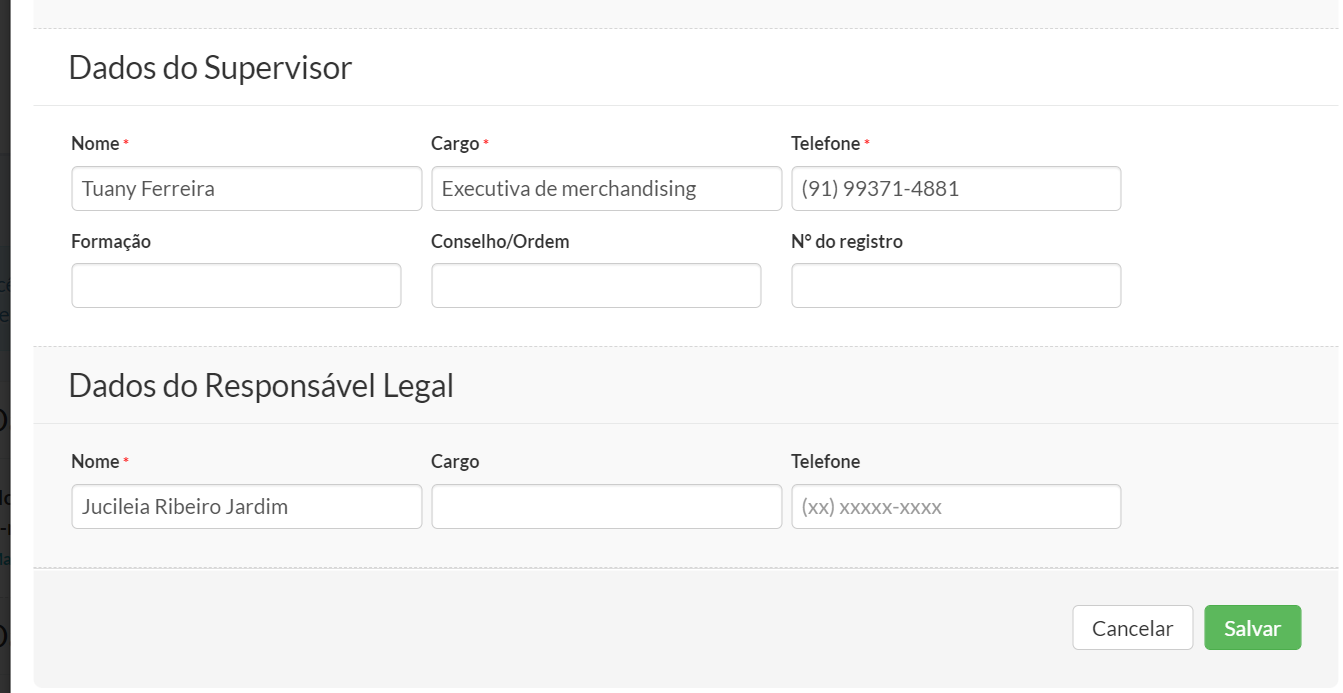 Dados do Supervisor
Nome * Cargo * Telefone *
Tuany Ferreira Executiva de merchandising (91) 99371-4881
Formação Conselho/Ordem N° do registro
Dados do Responsável Legal
Nome * Cargo Telefone
Jucileia Ribeiro Jardim (xx) xxxxx-xxxx
Cancelar Salvar